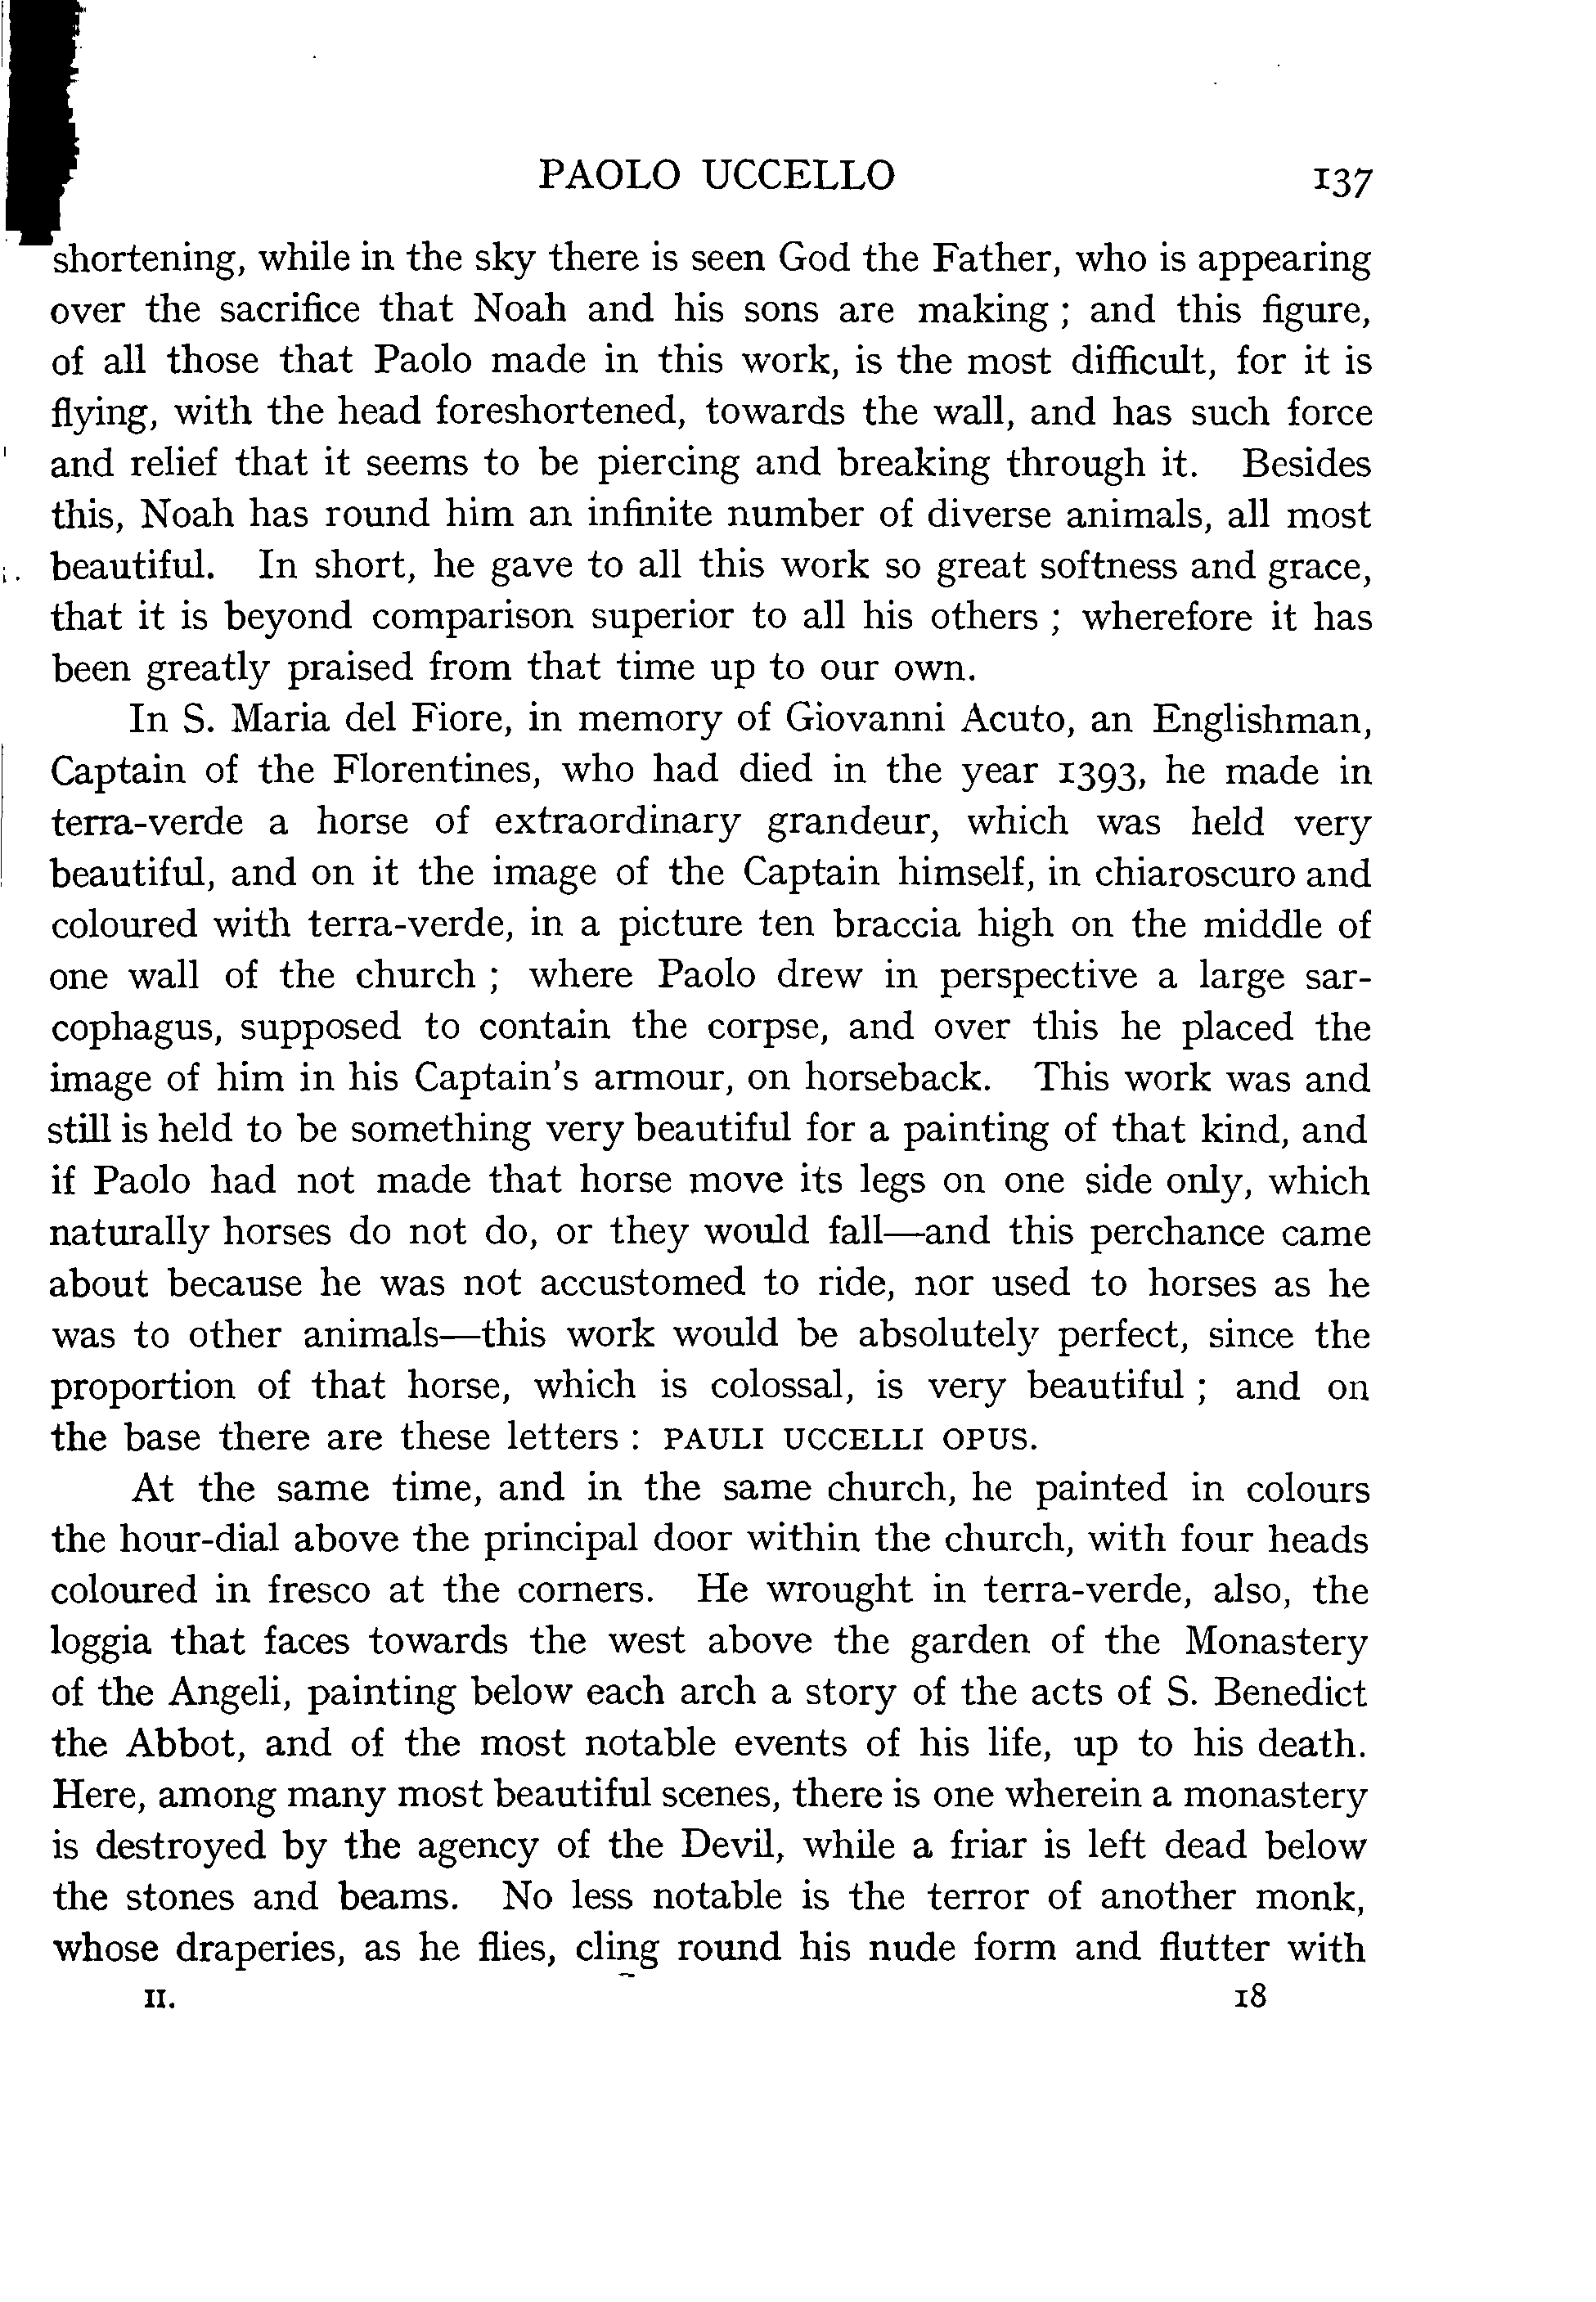 PAOLO UCCELLO 137
shortening, while in the sky there is seen God the Father, who is appearing
over the sacrifice that Noah and his sons are making ; and this figure,
of all those that Paolo made in this work, is the most difficult, for it is
flying, with the head foreshortened, towards the wall, and has such force
and relief that it seems to be piercing and breaking through it. Besides
this, Noah has round him an infinite number of diverse animals, all most
beautiful. In short, he gave to all this work so great softness and grace,
that it is beyond comparison superior to all his others ; wherefore it has
been greatly praised from that time up to our own.
In S. Maria del Fiore, in memory of Giovanni Acuto, an Englishman,
Captain of the Florentines, who had died in the year 1393, he made in
terra-verde a horse of extraordinary grandeur, which was held very
beautiful, and on it the image of the Captain himself, in chiaroscuro and
coloured with terra-verde, in a picture ten braccia high on the middle of
one wall of the church ; where Paolo drew in perspective a large sar-
cophagus, supposed to contain the corpse, and over this he placed the
image of him in his Captain's armour, on horseback. This work was and
still is held to be something very beautiful for a painting of that kind, and
if Paolo had not made that horse move its legs on one side only, which
naturally horses do not do, or they would fall—and this perchance came
about because he was not accustomed to ride, nor used to horses as he
was to other animals—this work would be absolutely perfect, since the
proportion of that horse, which is colossal, is very beautiful ; and on
the base there are these letters : PAULI UCCELLI OPUS.
At the same time, and in the same church, he painted in colours
the hour-dial above the principal door within the church, with four heads
coloured in fresco at the corners. He wrought in terra-verde, also, the
loggia that faces towards the west above the garden of the Monastery
of the Angeli, painting below each arch a story of the acts of S. Benedict
the Abbot, and of the most notable events of his life, up to his death.
Here, among many most beautiful scenes, there is one wherein a monastery
is destroyed by the agency of the Devil, while a friar is left dead below
the stones and beams. No less notable is the terror of another monk,
whose draperies, as he flies, cling round his nude form and flutter with
II. 18